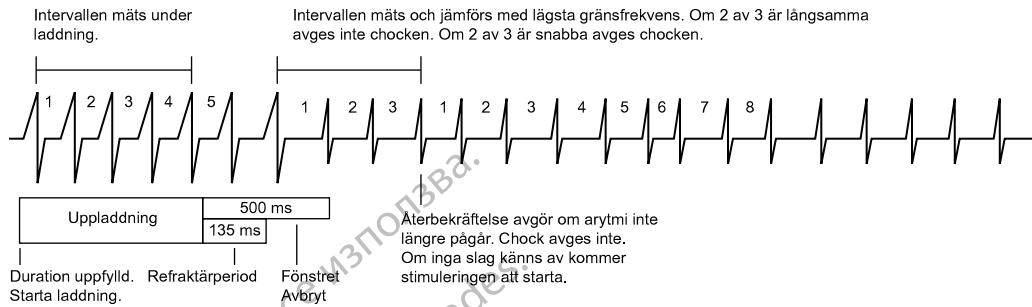 Intervallen mäts under
laddning.
Intervallen mäts och jämförs med lägsta gränsfrekvens. Om 2 av 3 är långsamma
avges inte chocken. Om 2 av 3 är snabba avges chocken.
1 2 3 4 5 1 2 3 1 2 3 4 5 6 7 8
Uppladdning
500 ms
135 ms
Duration uppfylld.
Starta laddning.
Refraktärperiod
Fönstret
Avbryt
Återbekräftelse avgör om arytmi inte
längre pågår. Chock avges inte.
Om inga slag känns av kommer
stimuleringen att starta.
използва.